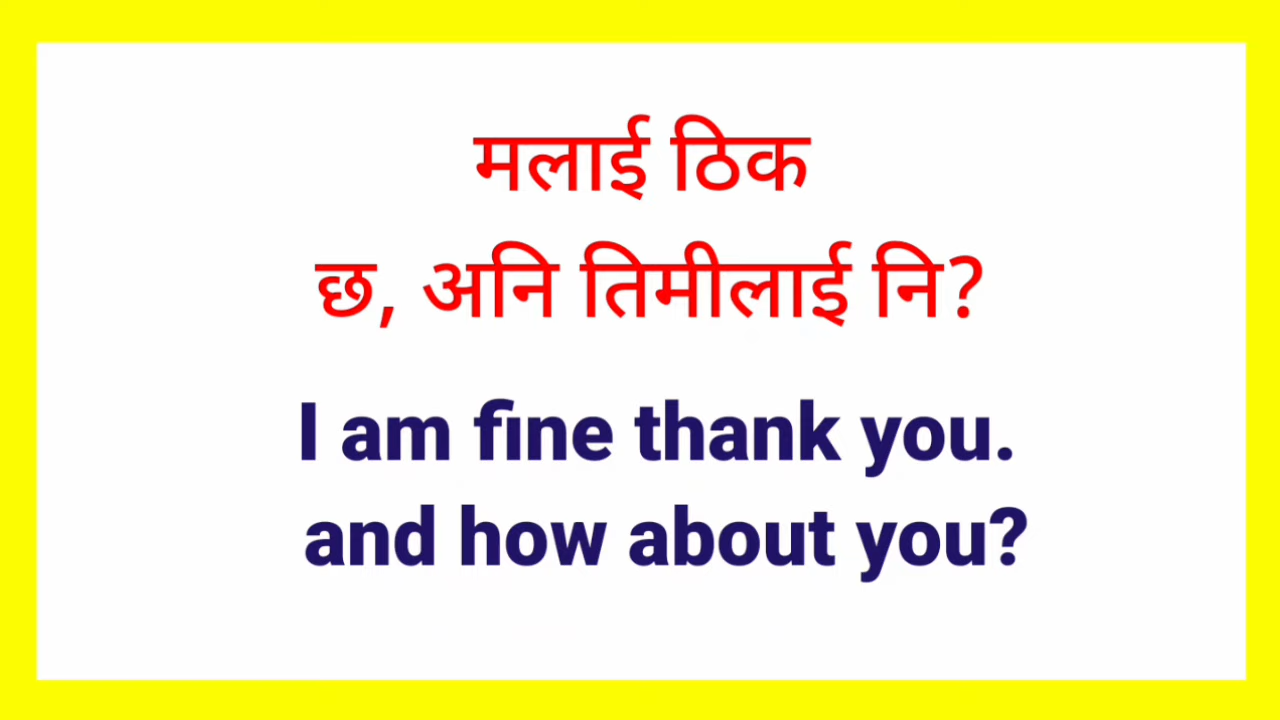 मलाई ठिक
छ, अनि तिमीलाई नि?
I am fine thank you.
and how about you?